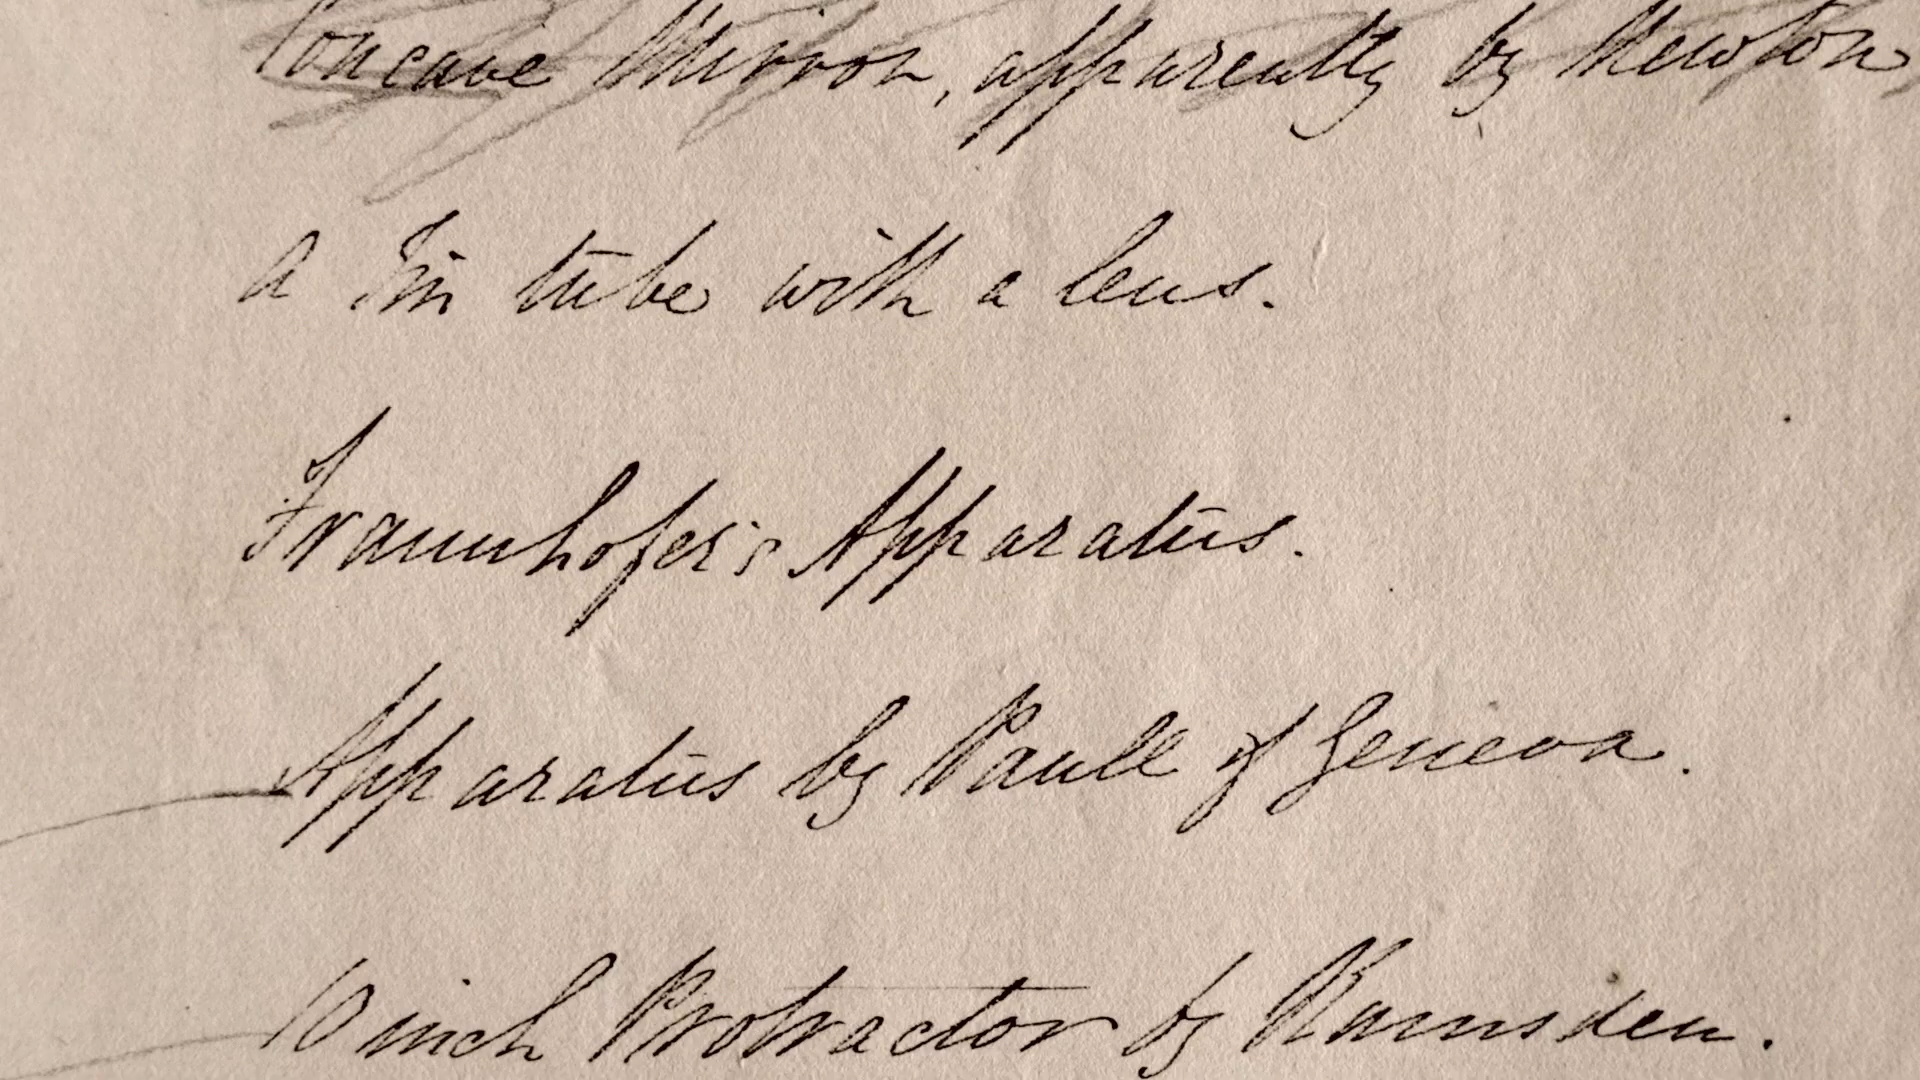 Concave Mirror, apparently by Newton
A Tin tube with a lens.
Fraunhofer's Apparatus.
Apparatus by Paull of Geneva.
10 inch Protractor by Ramsden.